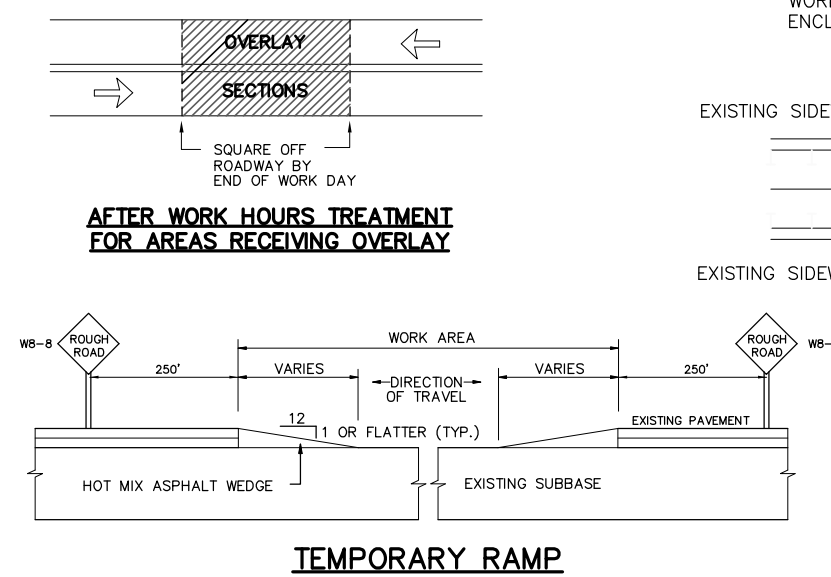 WORK
ENCL
OVERLAY
SECTIONS
SQUARE OFF
ROADWAY BY
END OF WORK DAY
EXISTING SIDE
AFTER WORK HOURS TREATMENT
FOR AREAS RECEIVING OVERLAY
EXISTING SIDEW
W8-8
ROUGH
ROAD
250'
WORK AREA
VARIES
DIRECTION
OF TRAVEL
VARIES
250'
ROUGH
ROAD
W8-
12
1 OR FLATTER (TYP.)
EXISTING PAVEMENT
HOT MIX ASPHALT WEDGE
EXISTING SUBBASE
TEMPORARY RAMP